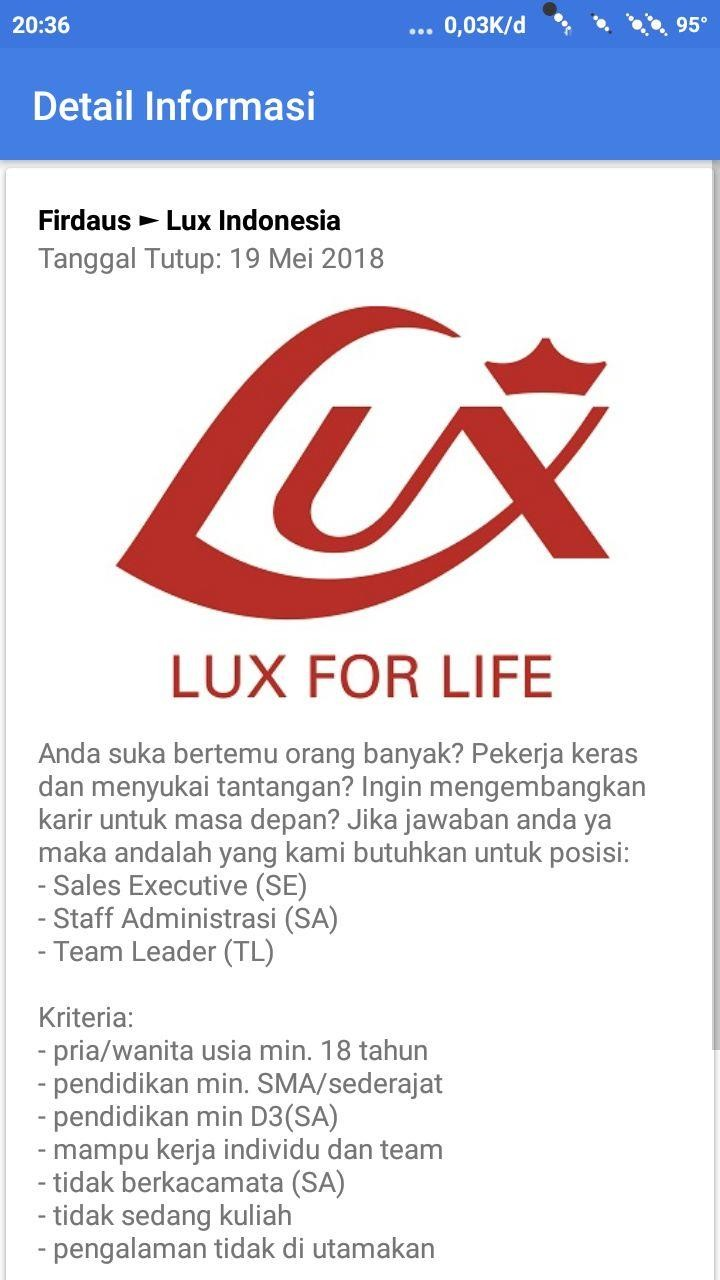 20:36 ... 0,03K/d 95°
Detail Informasi
Firdaus ► Lux Indonesia
Tanggal Tutup: 19 Mei 2018
Lux
LUX FOR LIFE
Anda suka bertemu orang banyak? Pekerja keras
dan menyukai tantangan? Ingin mengembangkan
karir untuk masa depan? Jika jawaban anda ya
maka andalah yang kami butuhkan untuk posisi:
- Sales Executive (SE)
- Staff Administrasi (SA)
- Team Leader (TL)
Kriteria:
- pria/wanita usia min. 18 tahun
- pendidikan min. SMA/sederajat
- pendidikan min D3(SA)
- mampu kerja individu dan team
- tidak berkacamata (SA)
- tidak sedang kuliah
- pengalaman tidak di utamakan